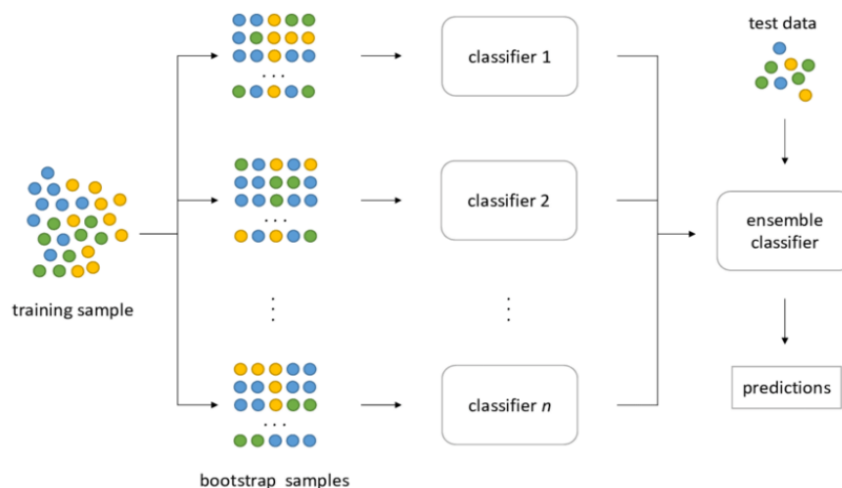 test data
classifier 1
classifier 2
ensemble
classifier
training sample
predictions
classifier n
bootstrap samples